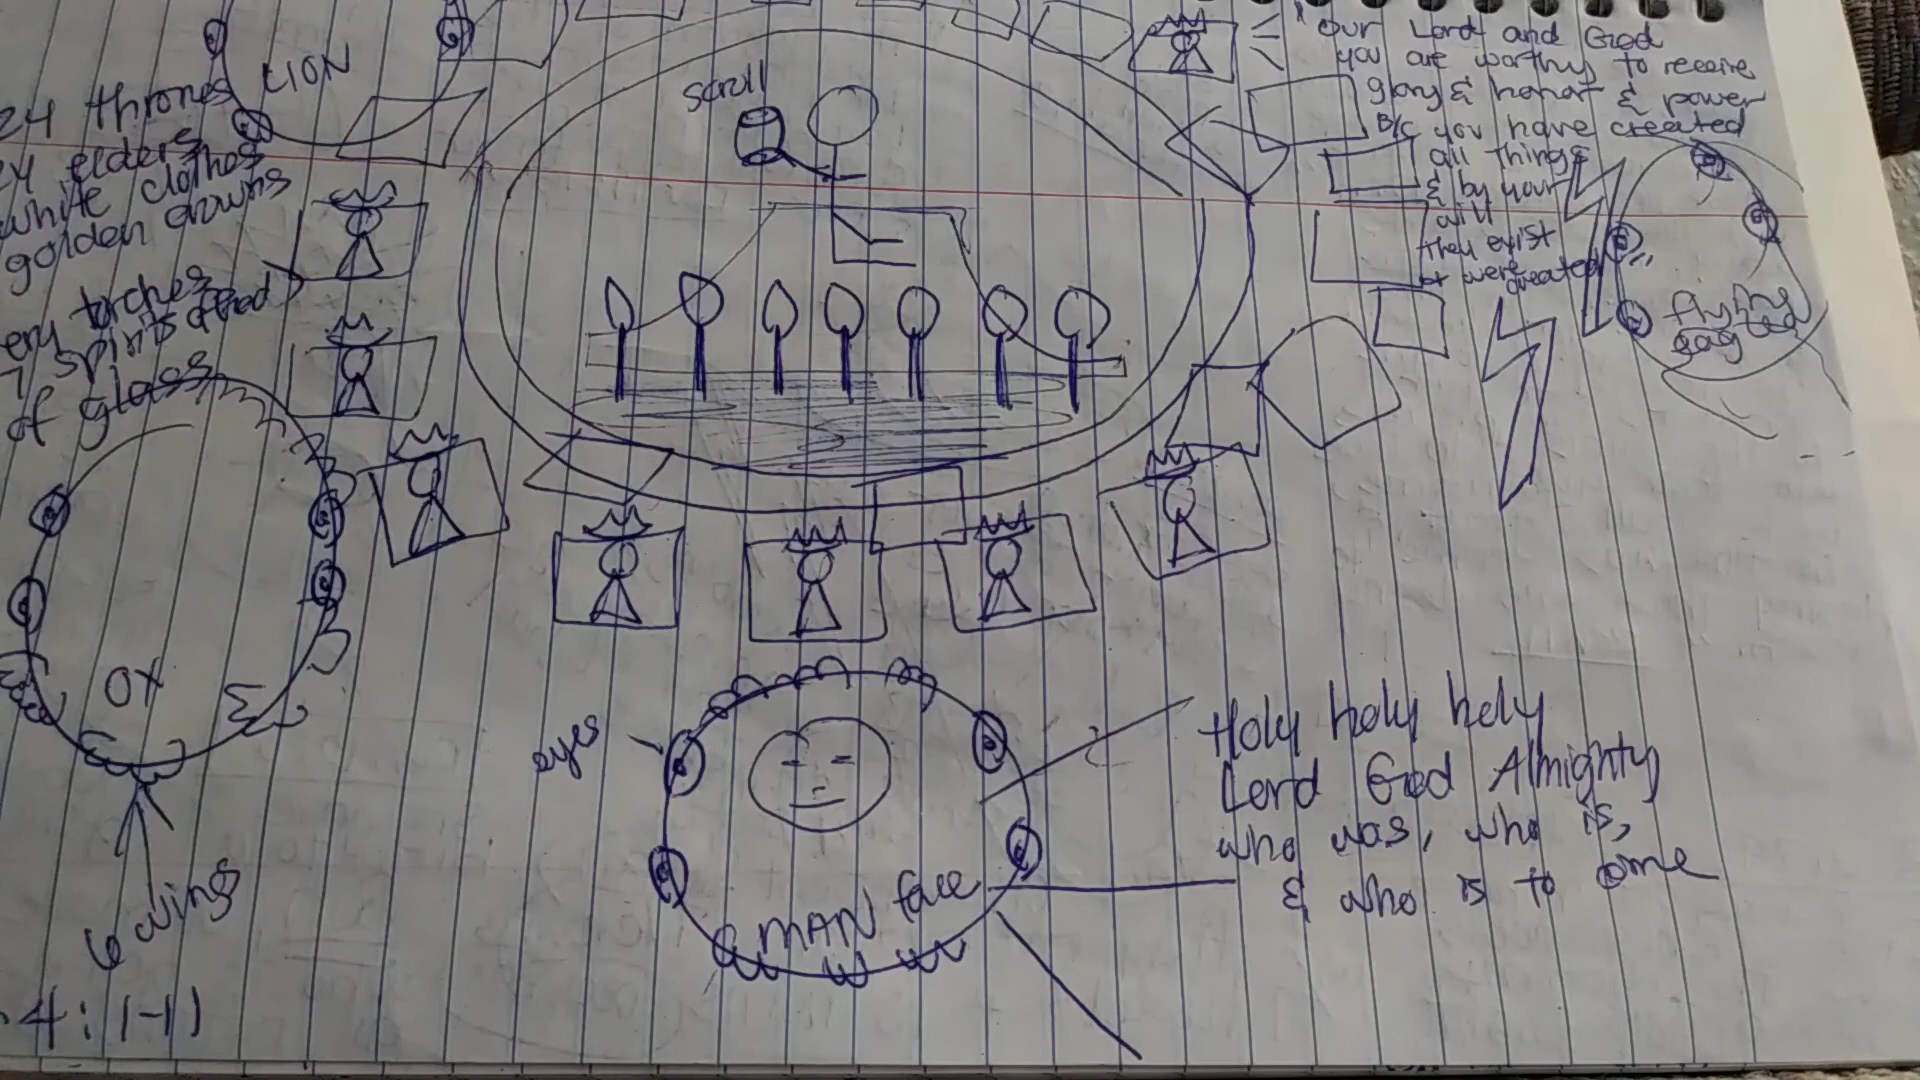 LION
24 thrones
24 elders
white clothes
golden crowns
ery torches
7 spirits of God
of glass
scroll
"Our Lord and God
you are worthy to receive
glory & honor & power
B/c you have created
all things
& by your
will
they exist
& were created
flying
OX
6 wings
eyes
MAN face
Holy holy holy
Lord God Almighty
who was, who is,
& who is to come
4:1-11